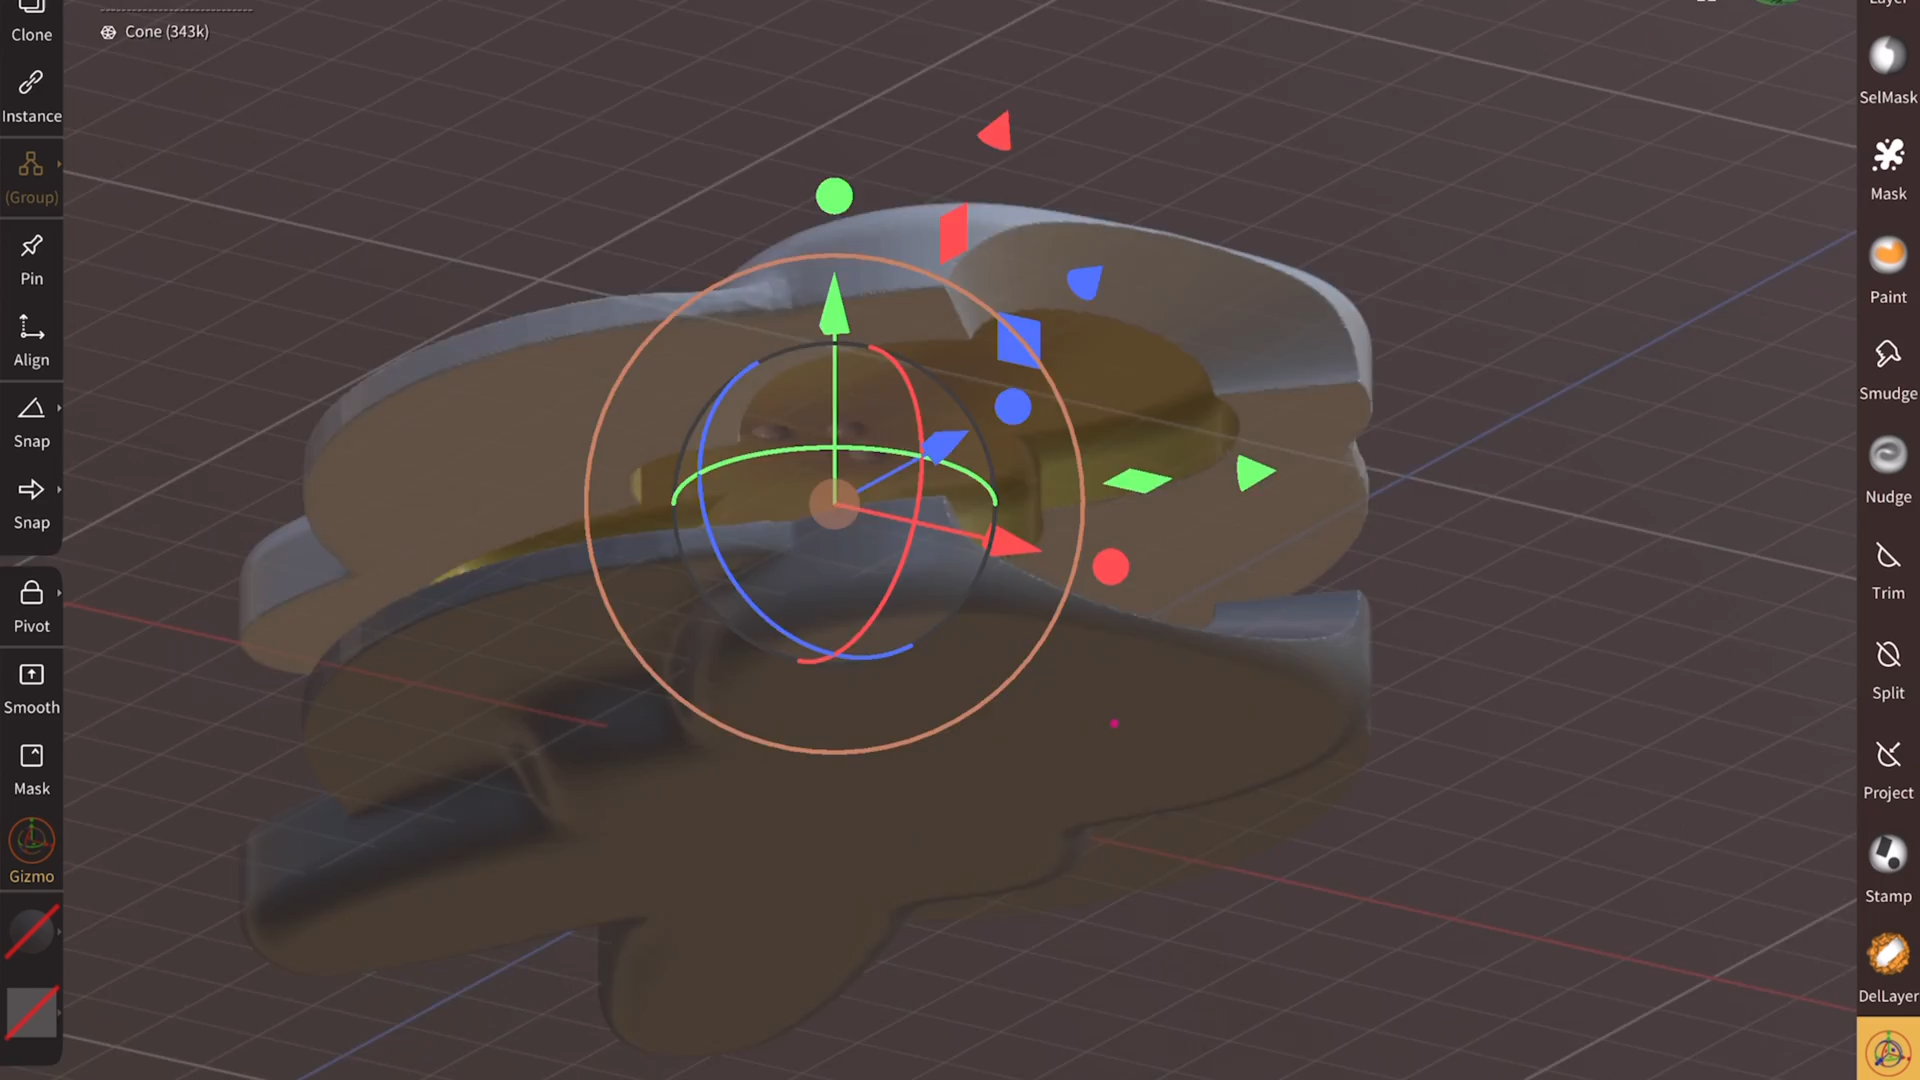 Clone
Instance
(Group)
Pin
Align
Snap
Snap
Pivot
Smooth
Mask
Gizmo
Cone (343k)
Layer
SelMask
Mask
Paint
Smudge
Nudge
Trim
Split
Project
Stamp
DelLayer